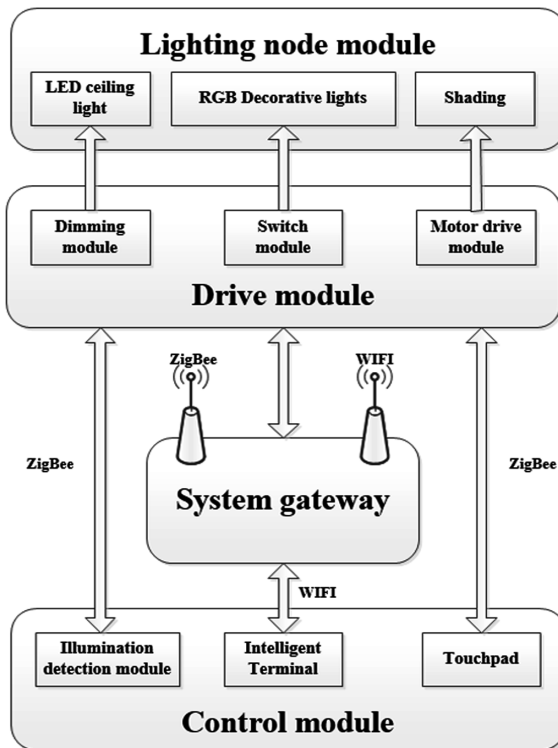 Lighting node module
LED ceiling
light
RGB Decorative lights
Shading
Dimming
module
Switch
module
Motor drive
module
Drive module
ZigBee
WIFI
ZigBee
ZigBee
System gateway
WIFI
Illumination
detection module
Intelligent
Terminal
Touchpad
Control module